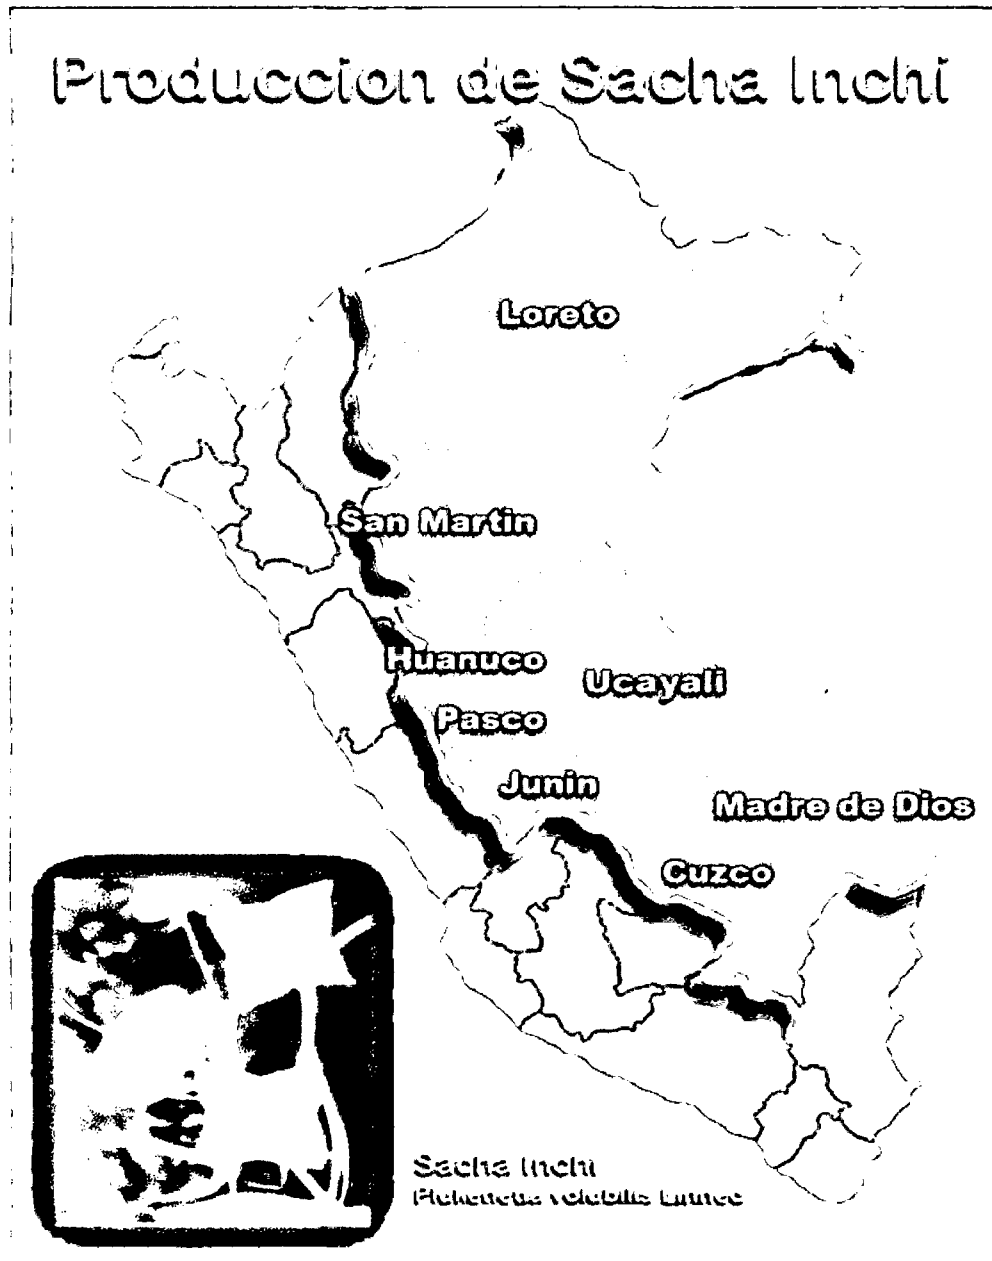 Produccion de Sacha Inchi
Loreto
San Martin
Huanuco
Ucayali
Pasco
Junin
Madre de Dios
Cuzco
Sacha Inchi